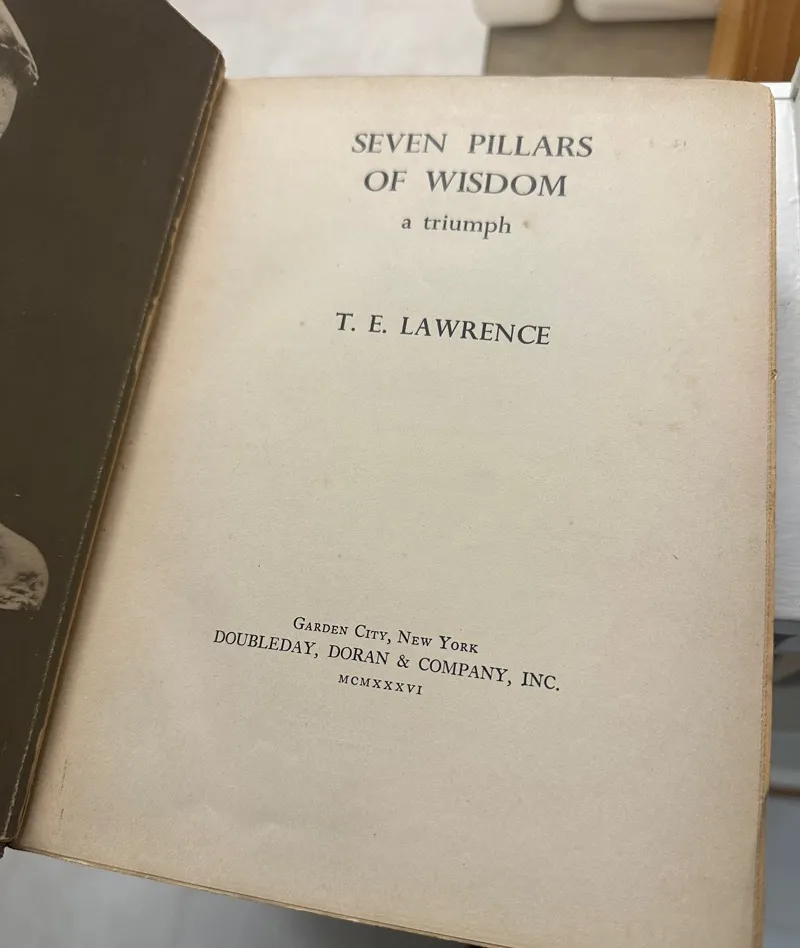 SEVEN PILLARS
OF WISDOM
a triumph
T. E. LAWRENCE
GARDEN CITY, NEW YORK
DOUBLEDAY, DORAN & COMPANY, INC.
MCMXXXVI